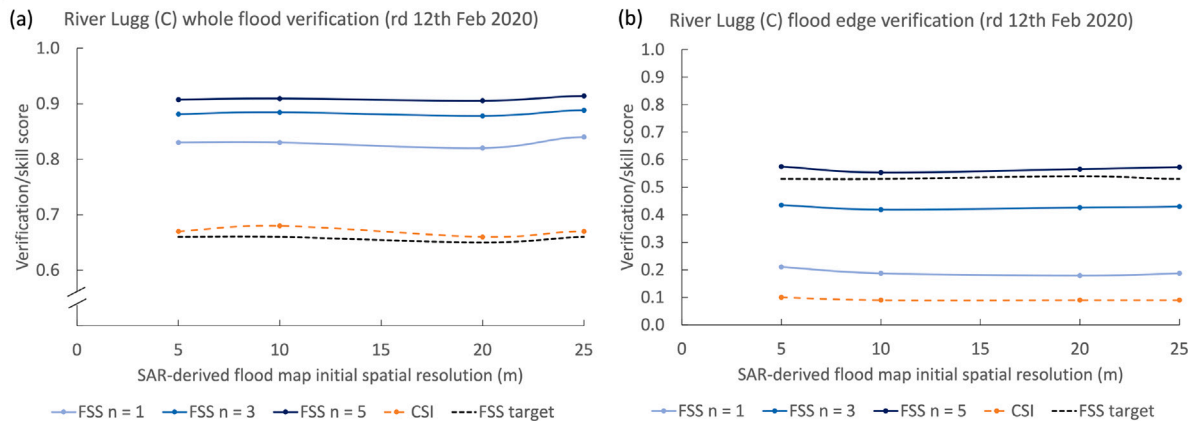 (a) River Lugg (C) whole flood verification (rd 12th Feb 2020)
Verification/skill score
1.0
0.9
0.8
0.7
0.6
0 5 10 15 20 25
SAR-derived flood map initial spatial resolution (m)
FSS n = 1 FSS n = 3 FSS n = 5 CSI FSS target
(b) River Lugg (C) flood edge verification (rd 12th Feb 2020)
Verification/skill score
1.0
0.9
0.8
0.7
0.6
0.5
0.4
0.3
0.2
0.1
0.0
0 5 10 15 20 25
SAR-derived flood map initial spatial resolution (m)
FSS n = 1 FSS n = 3 FSS n = 5 CSI FSS target